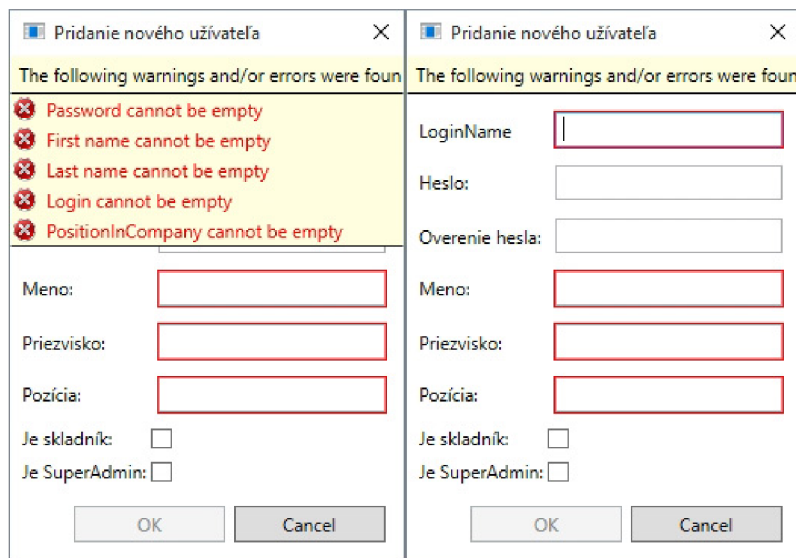 Pridanie nového užívateľa
The following warnings and/or errors were foun
Password cannot be empty
First name cannot be empty
Last name cannot be empty
Login cannot be empty
PositionInCompany cannot be empty
Meno:
Priezvisko:
Pozícia:
Je skladník:
Je SuperAdmin:
OK Cancel
Pridanie nového užívateľa
The following warnings and/or errors were foun
LoginName
Heslo:
Overenie hesla:
Meno:
Priezvisko:
Pozícia:
Je skladník:
Je SuperAdmin:
OK Cancel